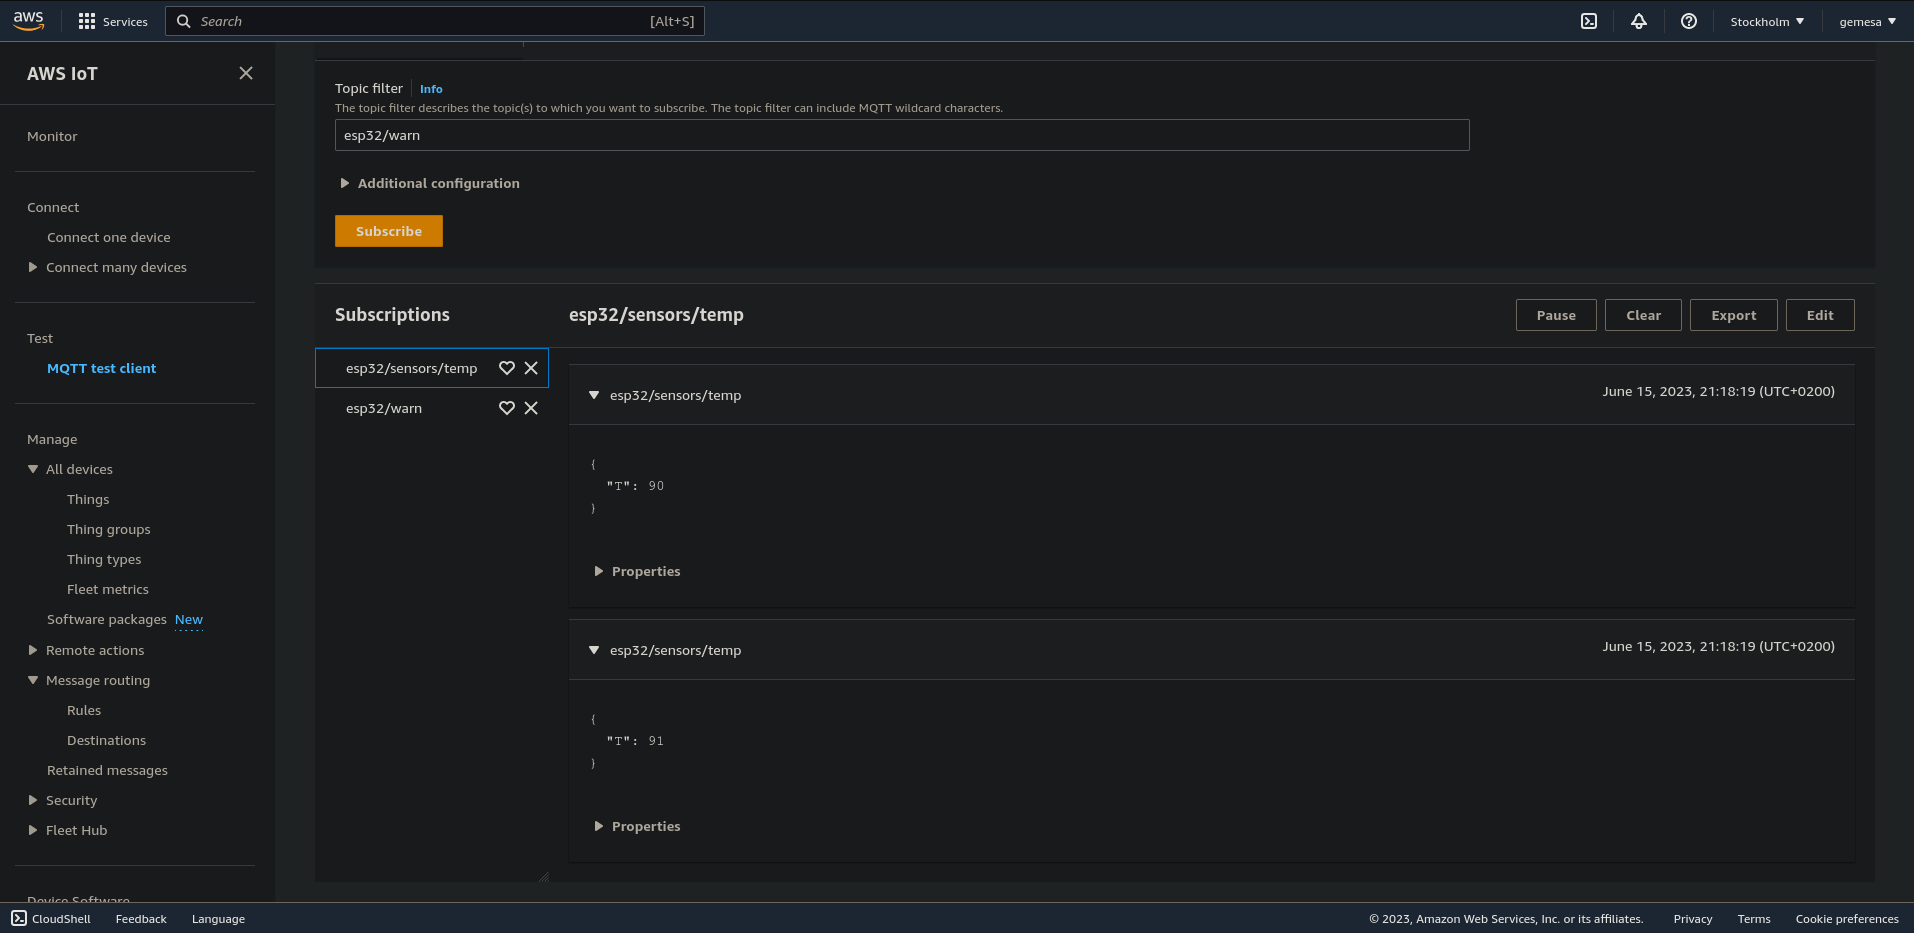 aws
Services
Search
[Alt+S]
Stockholm
gemesa
AWS IoT
Monitor
Connect
Connect one device
Connect many devices
Test
MQTT test client
Manage
All devices
Things
Thing groups
Thing types
Fleet metrics
Software packages New
Remote actions
Message routing
Rules
Destinations
Retained messages
Security
Fleet Hub
Device Software
Topic filter Info
The topic filter describes the topic(s) to which you want to subscribe. The topic filter can include MQTT wildcard characters.
esp32/warn
Additional configuration
Subscribe
Subscriptions
esp32/sensors/temp
esp32/warn
esp32/sensors/temp
Pause
Clear
Export
Edit
esp32/sensors/temp
June 15, 2023, 21:18:19 (UTC+0200)
{
"T": 90
}
Properties
esp32/sensors/temp
June 15, 2023, 21:18:19 (UTC+0200)
{
"T": 91
}
Properties
CloudShell
Feedback
Language
© 2023, Amazon Web Services, Inc. or its affiliates.
Privacy
Terms
Cookie preferences